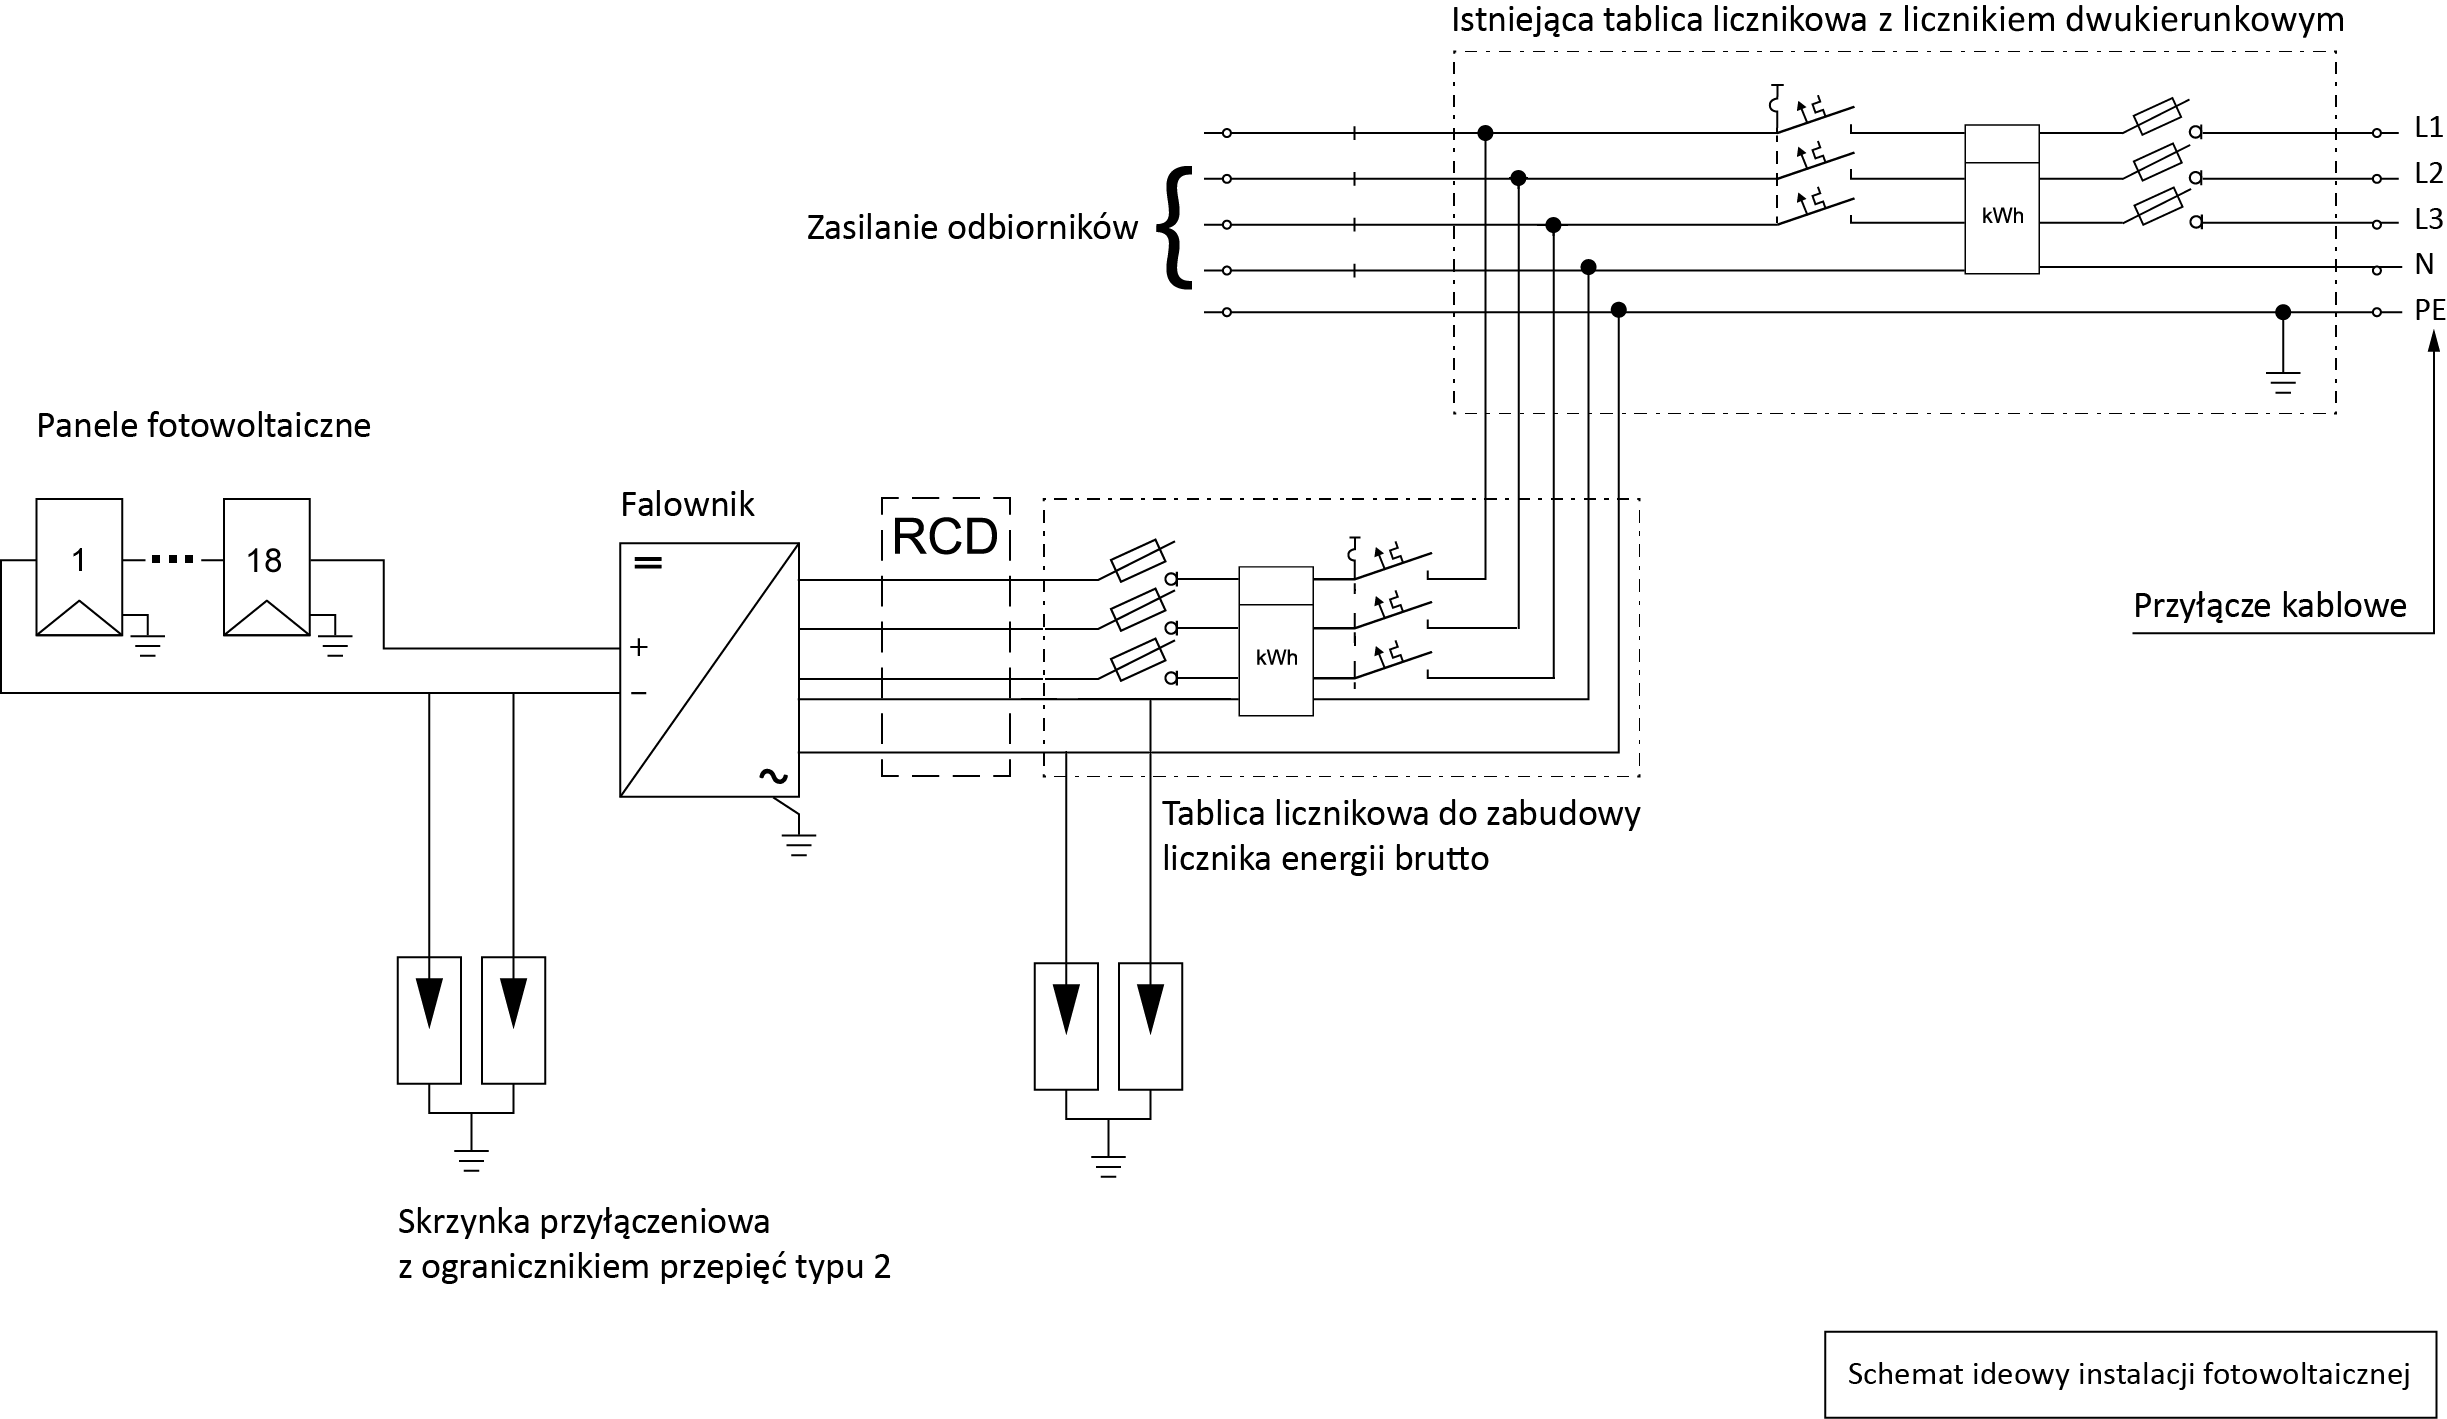 Istniejąca tablica licznikowa z licznikiem dwukierunkowym
L1
L2
L3
N
PE
kWh
Zasilanie odbiorników
Przyłącze kablowe
Panele fotowoltaiczne
1
18
Falownik
=
+
−
~
RCD
kWh
Tablica licznikowa do zabudowy
licznika energii brutto
Skrzynka przyłączeniowa
z ogranicznikiem przepięć typu 2
Schemat ideowy instalacji fotowoltaicznej